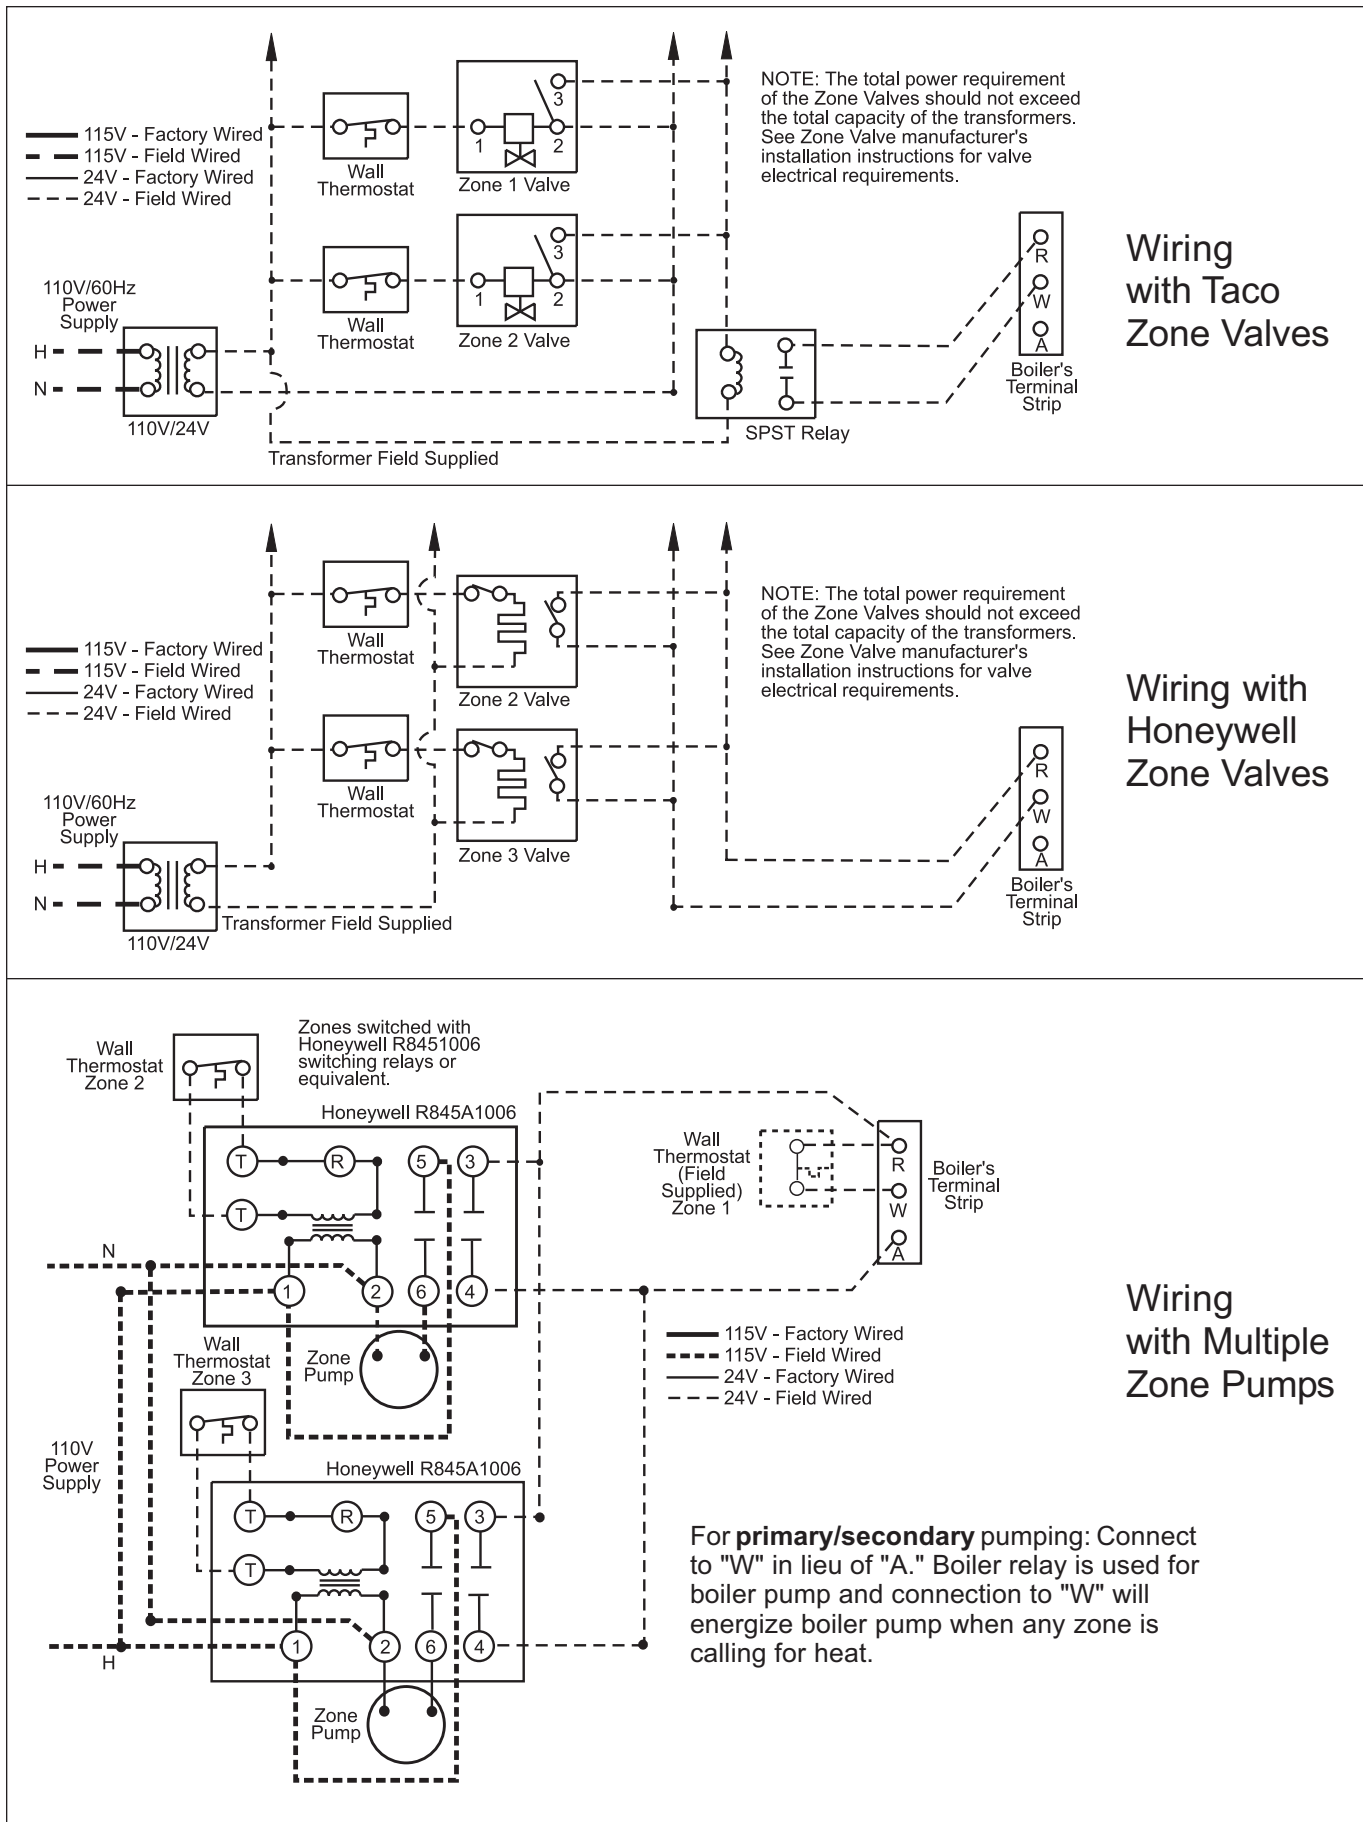 NOTE: The total power requirement
of the Zone Valves should not exceed
the total capacity of the transformers.
See Zone Valve manufacturer's
installation instructions for valve
electrical requirements.
115V - Factory Wired
115V - Field Wired
24V - Factory Wired
24V - Field Wired
Wall
Thermostat
3
1
2
Zone 1 Valve
Wall
Thermostat
3
1
2
Zone 2 Valve
110V/60Hz
Power
Supply
H
N
110V/24V
Transformer Field Supplied
SPST Relay
R
W
A
Boiler's
Terminal
Strip
Wiring
with Taco
Zone Valves
NOTE: The total power requirement
of the Zone Valves should not exceed
the total capacity of the transformers.
See Zone Valve manufacturer's
installation instructions for valve
electrical requirements.
115V - Factory Wired
115V - Field Wired
24V - Factory Wired
24V - Field Wired
Wall
Thermostat
Zone 2 Valve
Wall
Thermostat
Zone 3 Valve
110V/60Hz
Power
Supply
H
N
110V/24V
Transformer Field Supplied
R
W
A
Boiler's
Terminal
Strip
Wiring with
Honeywell
Zone Valves
Wall
Thermostat
Zone 2
Zones switched with
Honeywell R8451006
switching relays or
equivalent.
Honeywell R845A1006
T
R
5
3
T
N
1
2
6
4
Wall
Thermostat
(Field
Supplied)
Zone 1
R
W
A
Boiler's
Terminal
Strip
Wall
Thermostat
Zone 3
Zone
Pump
115V - Factory Wired
115V - Field Wired
24V - Factory Wired
24V - Field Wired
Wiring
with Multiple
Zone Pumps
110V
Power
Supply
Honeywell R845A1006
T
R
5
3
T
1
2
6
4
H
Zone
Pump
For primary/secondary pumping: Connect
to "W" in lieu of "A." Boiler relay is used for
boiler pump and connection to "W" will
energize boiler pump when any zone is
calling for heat.